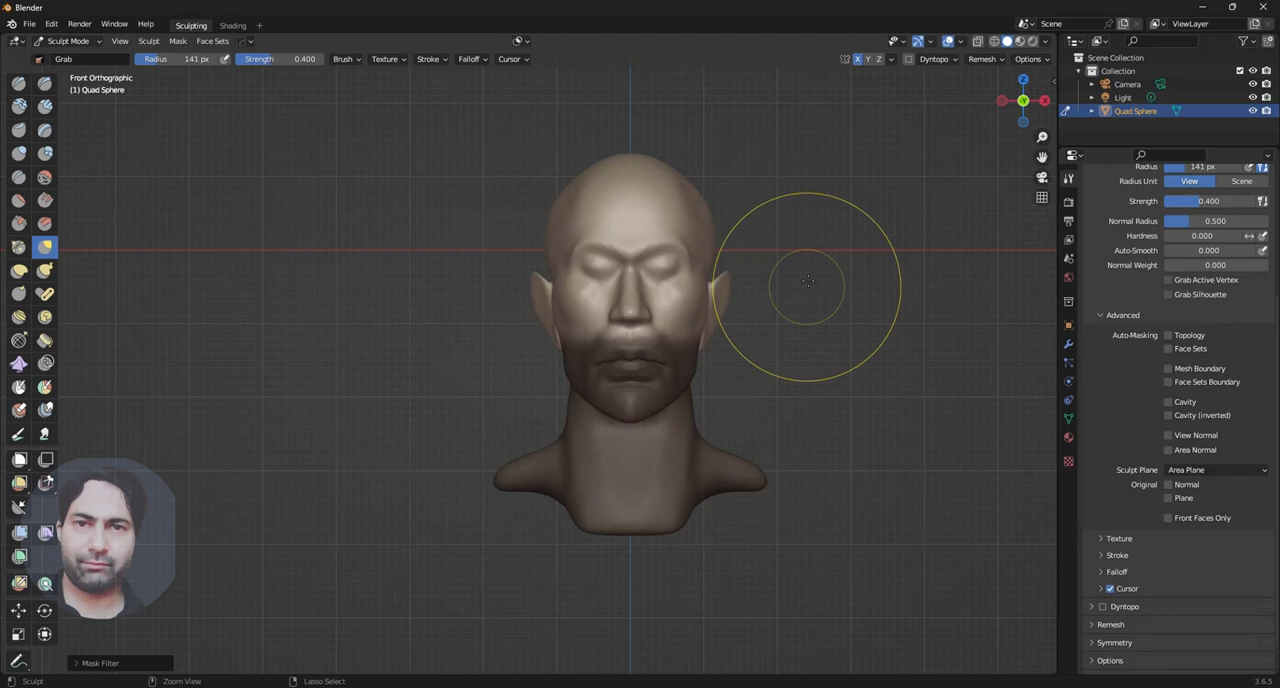 Blender
File Edit Render Window Help Sculpting Shading + Scene ViewLayer
Sculpt Mode View Sculpt Mask Face Sets
Grab Radius 141 px Strength 0.400 Brush Texture Stroke Falloff Cursor X Y Z Dyntopo Remesh Options
Front Orthographic
(1) Quad Sphere
Y
X
Z
Scene Collection
Collection
Camera
Light
Quad Sphere
Radius 141 px
Radius Unit View Scene
Strength 0.400
Normal Radius 0.500
Hardness 0.000
Auto-Smooth 0.000
Normal Weight 0.000
Grab Active Vertex
Grab Silhouette
Advanced
Auto-Masking Topology
Face Sets
Mesh Boundary
Face Sets Boundary
Cavity
Cavity (inverted)
View Normal
Area Normal
Sculpt Plane Area Plane
Original Normal
Plane
Front Faces Only
Texture
Stroke
Falloff
Cursor
Dyntopo
Remesh
Symmetry
Options
Mask Filter
Sculpt Zoom View Lasso Select 3.6.5